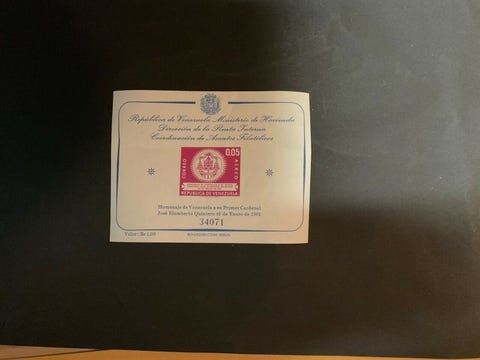 República de Venezuela Ministerio de Hacienda
Dirección de la Renta Interna
Coordinación de Asuntos Filatélicos
CORREO
0,05
AEREO
REPUBLICA DE VENEZUELA
Homenaje de Venezuela a su Primer Cardenal
José Humberto Quintero 16 de Enero de 1961
34071
Valor: Bs 1,00